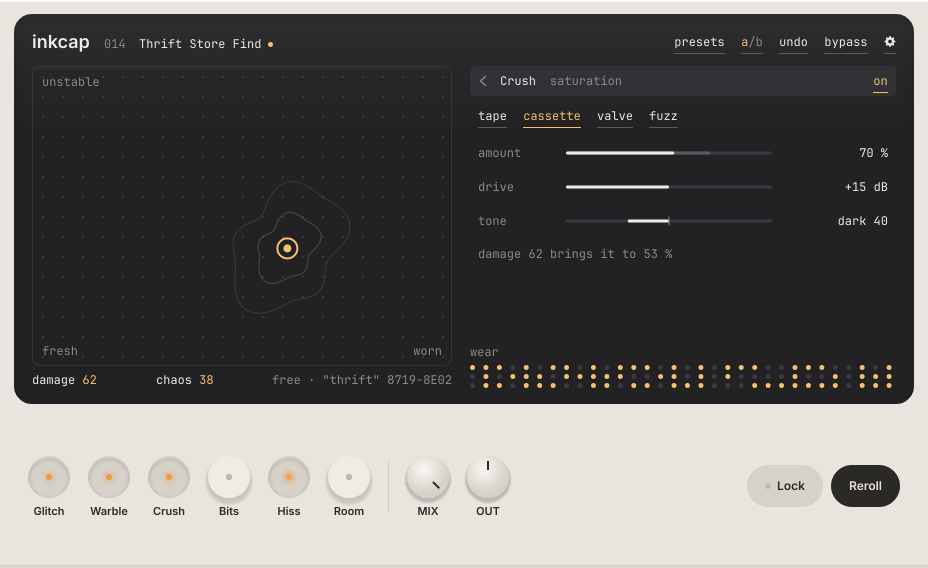 inkcap 014 Thrift Store Find
presets a/b undo bypass
unstable
Crush saturation on
tape cassette valve fuzz
amount 70 %
drive +15 dB
tone dark 40
damage 62 brings it to 53 %
fresh worn
wear
damage 62 chaos 38 free · "thrift" 8719-8E02
Glitch Warble Crush Bits Hiss Room MIX OUT
Lock Reroll